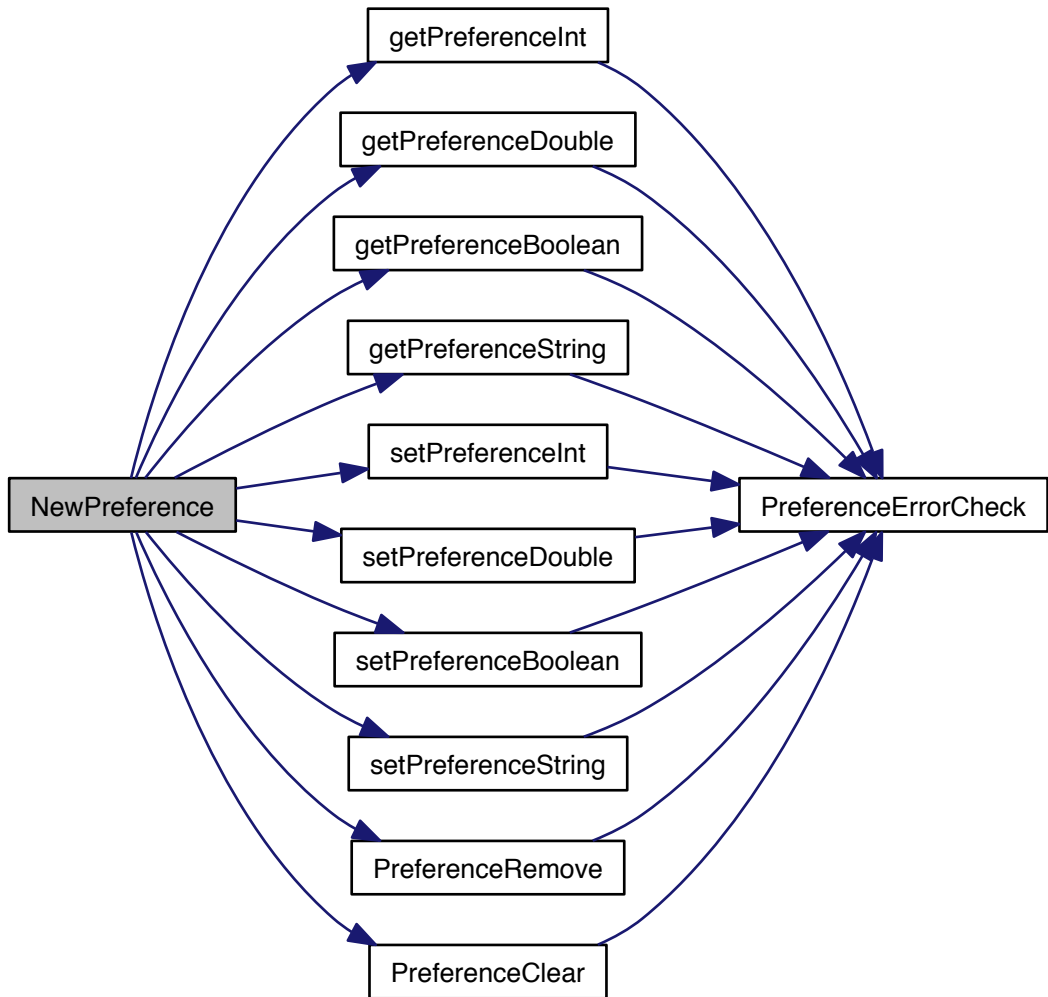 getPreferenceInt
getPreferenceDouble
getPreferenceBoolean
getPreferenceString
setPreferenceInt
NewPreference
PreferenceErrorCheck
setPreferenceDouble
setPreferenceBoolean
setPreferenceString
PreferenceRemove
PreferenceClear